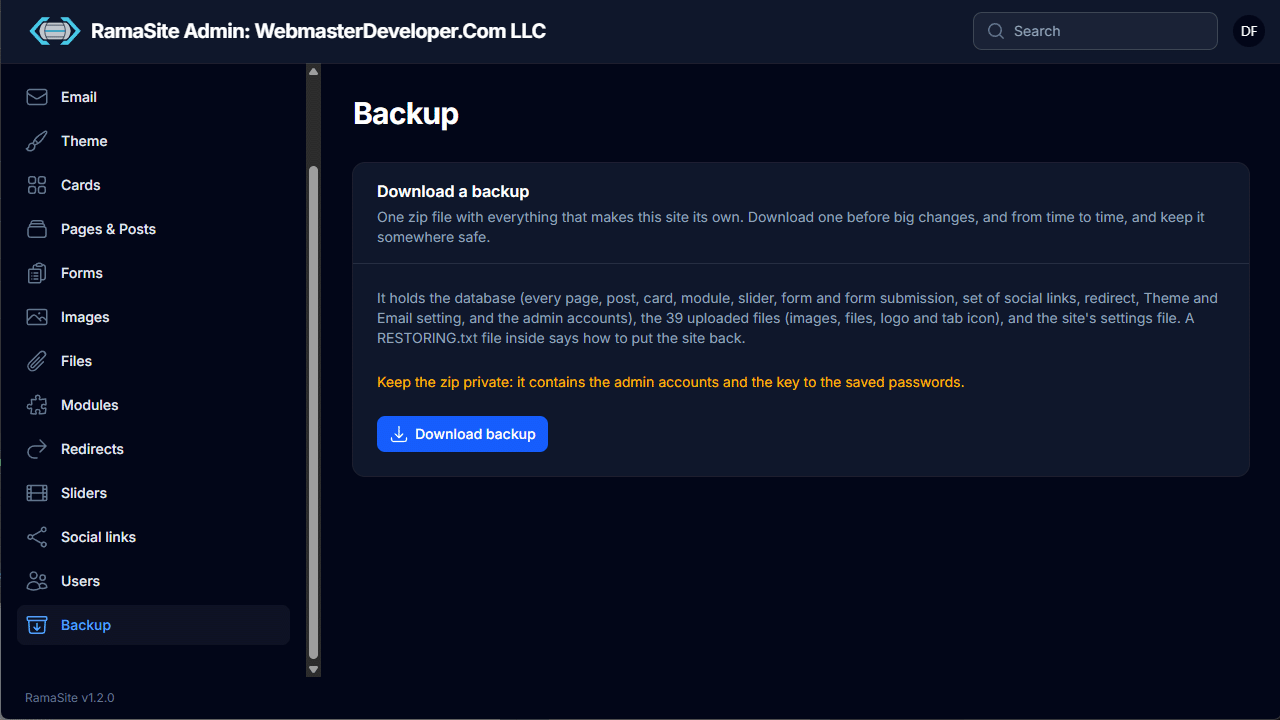 RamaSite Admin: WebmasterDeveloper.Com LLC
Search
DF
Email
Theme
Cards
Pages & Posts
Forms
Images
Files
Modules
Redirects
Sliders
Social links
Users
Backup
RamaSite v1.2.0
Backup
Download a backup
One zip file with everything that makes this site its own. Download one before big changes, and from time to time, and keep it
somewhere safe.
It holds the database (every page, post, card, module, slider, form and form submission, set of social links, redirect, Theme and
Email setting, and the admin accounts), the 39 uploaded files (images, files, logo and tab icon), and the site's settings file. A
RESTORING.txt file inside says how to put the site back.
Keep the zip private: it contains the admin accounts and the key to the saved passwords.
Download backup